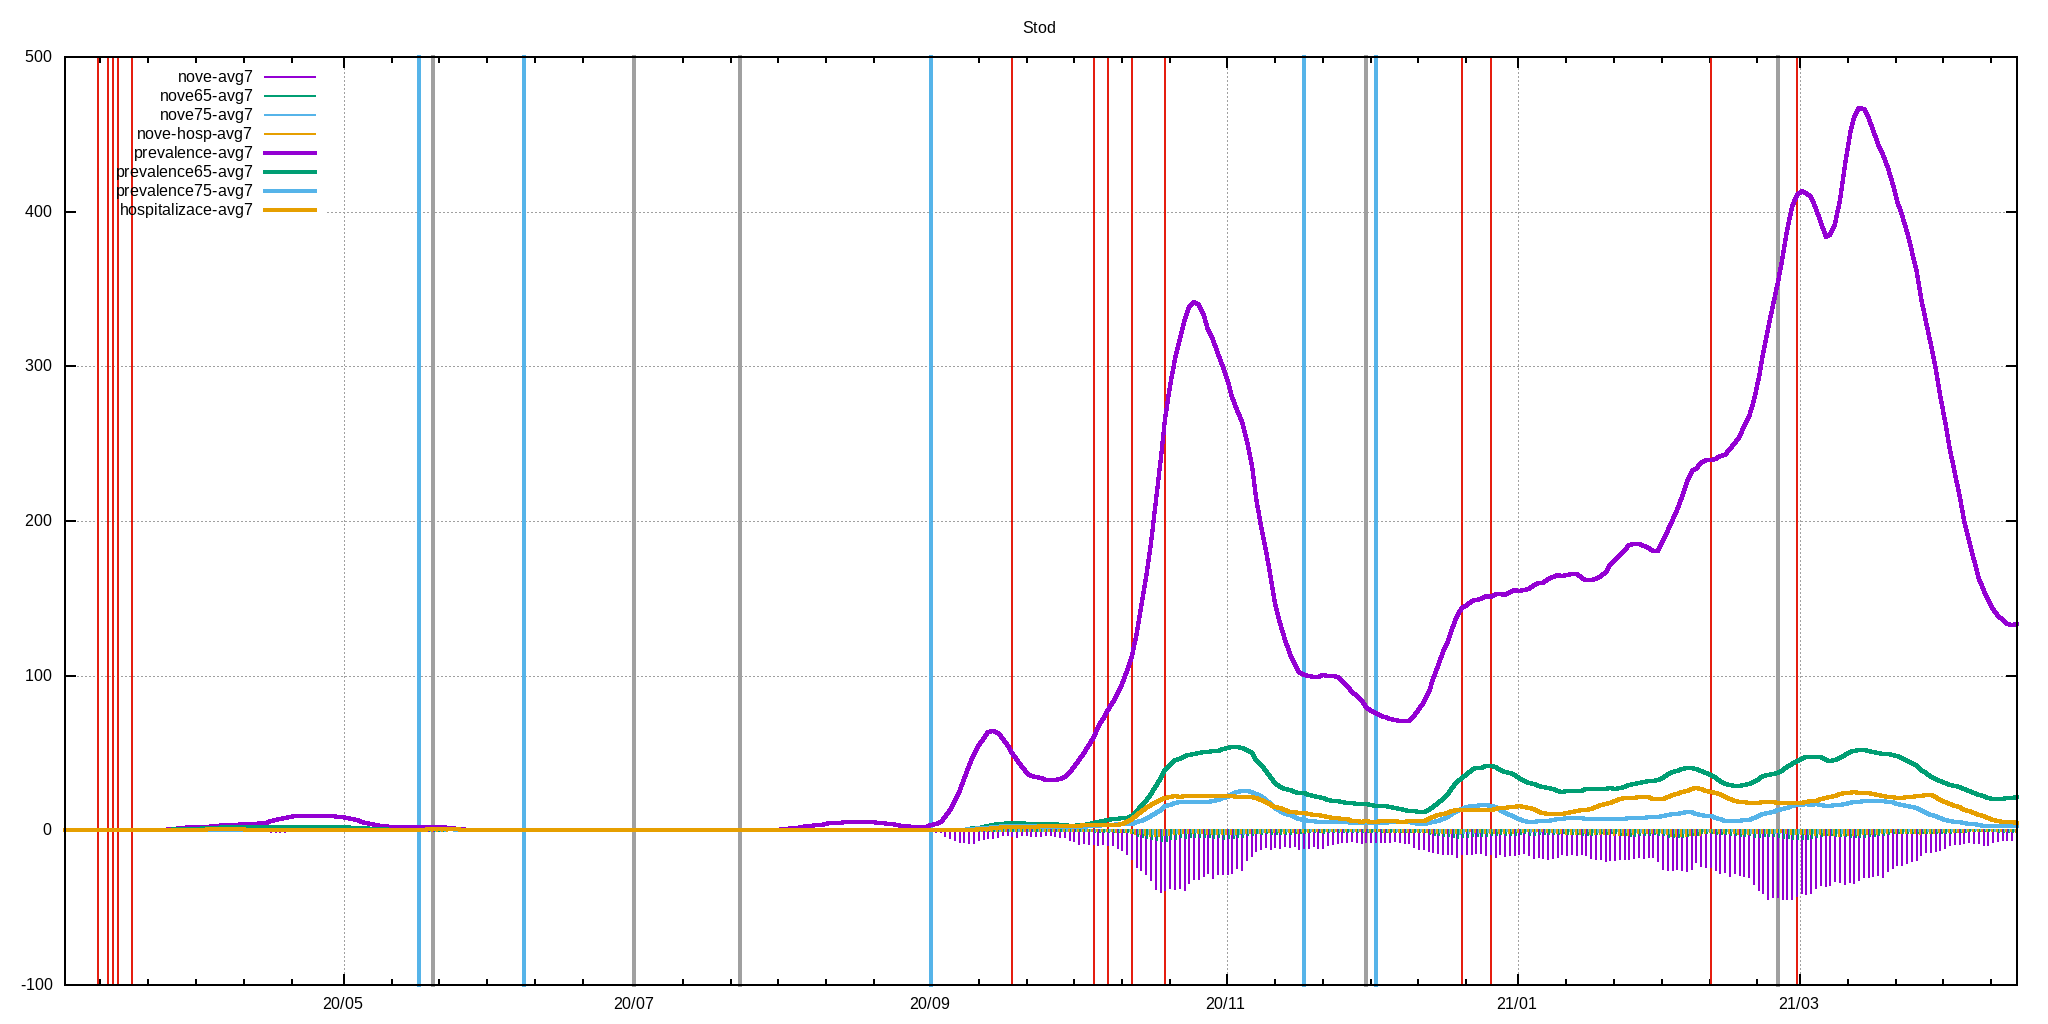 Stod
500
400
300
200
100
0
-100
nove-avg7
nove65-avg7
nove75-avg7
nove-hosp-avg7
prevalence-avg7
prevalence65-avg7
prevalence75-avg7
hospitalizace-avg7
20/05 20/07 20/09 20/11 21/01 21/03